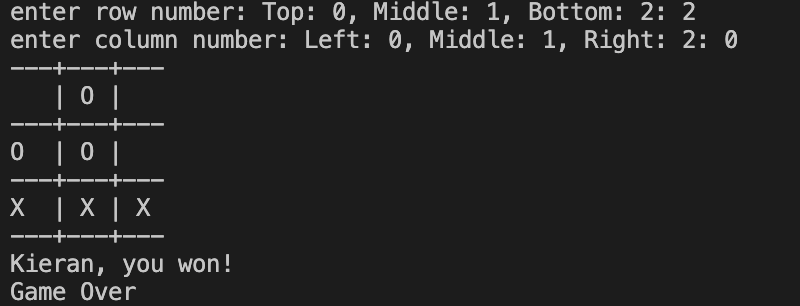 enter row number: Top: 0, Middle: 1, Bottom: 2: 2
enter column number: Left: 0, Middle: 1, Right: 2: 0
---+---+---
   | O |
---+---+---
O  | O |
---+---+---
X  | X | X
---+---+---
Kieran, you won!
Game Over